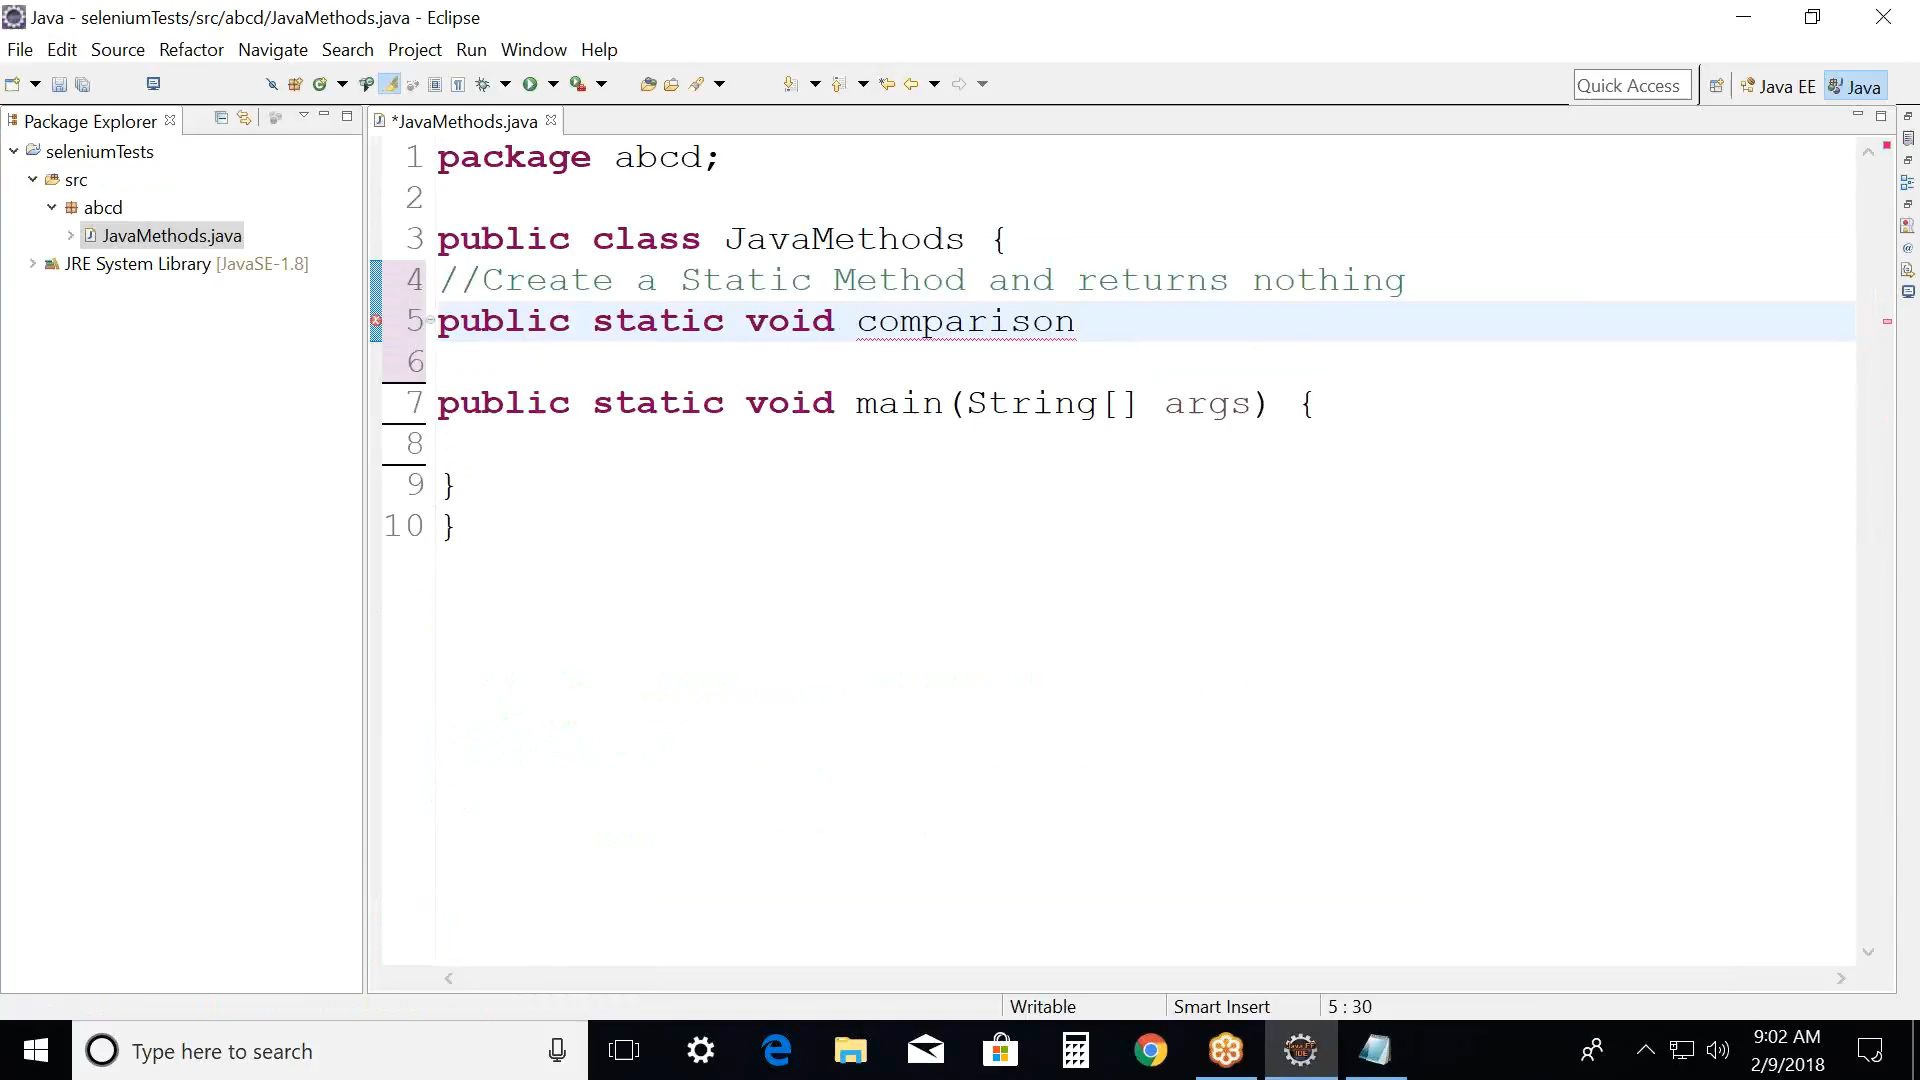 Java - seleniumTests/src/abcd/JavaMethods.java - Eclipse
File Edit Source Refactor Navigate Search Project Run Window Help
Quick Access Java EE Java
Package Explorer
*JavaMethods.java
seleniumTests
src
abcd
JavaMethods.java
JRE System Library [JavaSE-1.8]
1 package abcd;
2
3 public class JavaMethods {
4 //Create a Static Method and returns nothing
5 public static void comparison
6
7 public static void main(String[] args) {
8
9 }
10 }
Writable Smart Insert 5 : 30
Type here to search
9:02 AM
2/9/2018